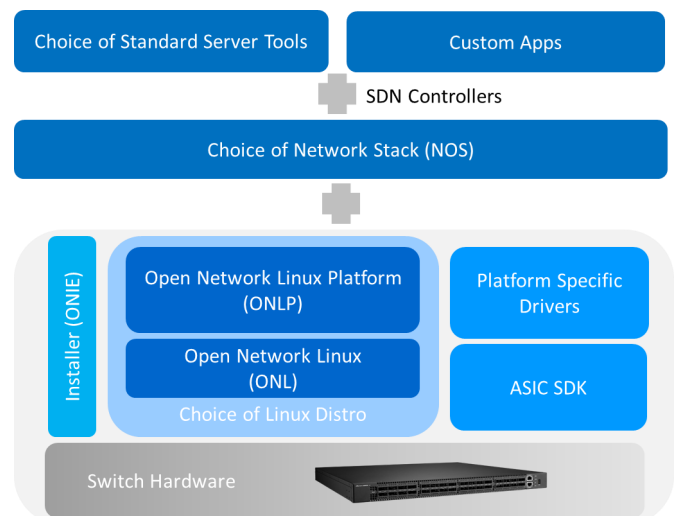 Choice of Standard Server Tools
Custom Apps
SDN Controllers
Choice of Network Stack (NOS)
Installer (ONIE)
Open Network Linux Platform
(ONLP)
Open Network Linux
(ONL)
Choice of Linux Distro
Platform Specific
Drivers
ASIC SDK
Switch Hardware